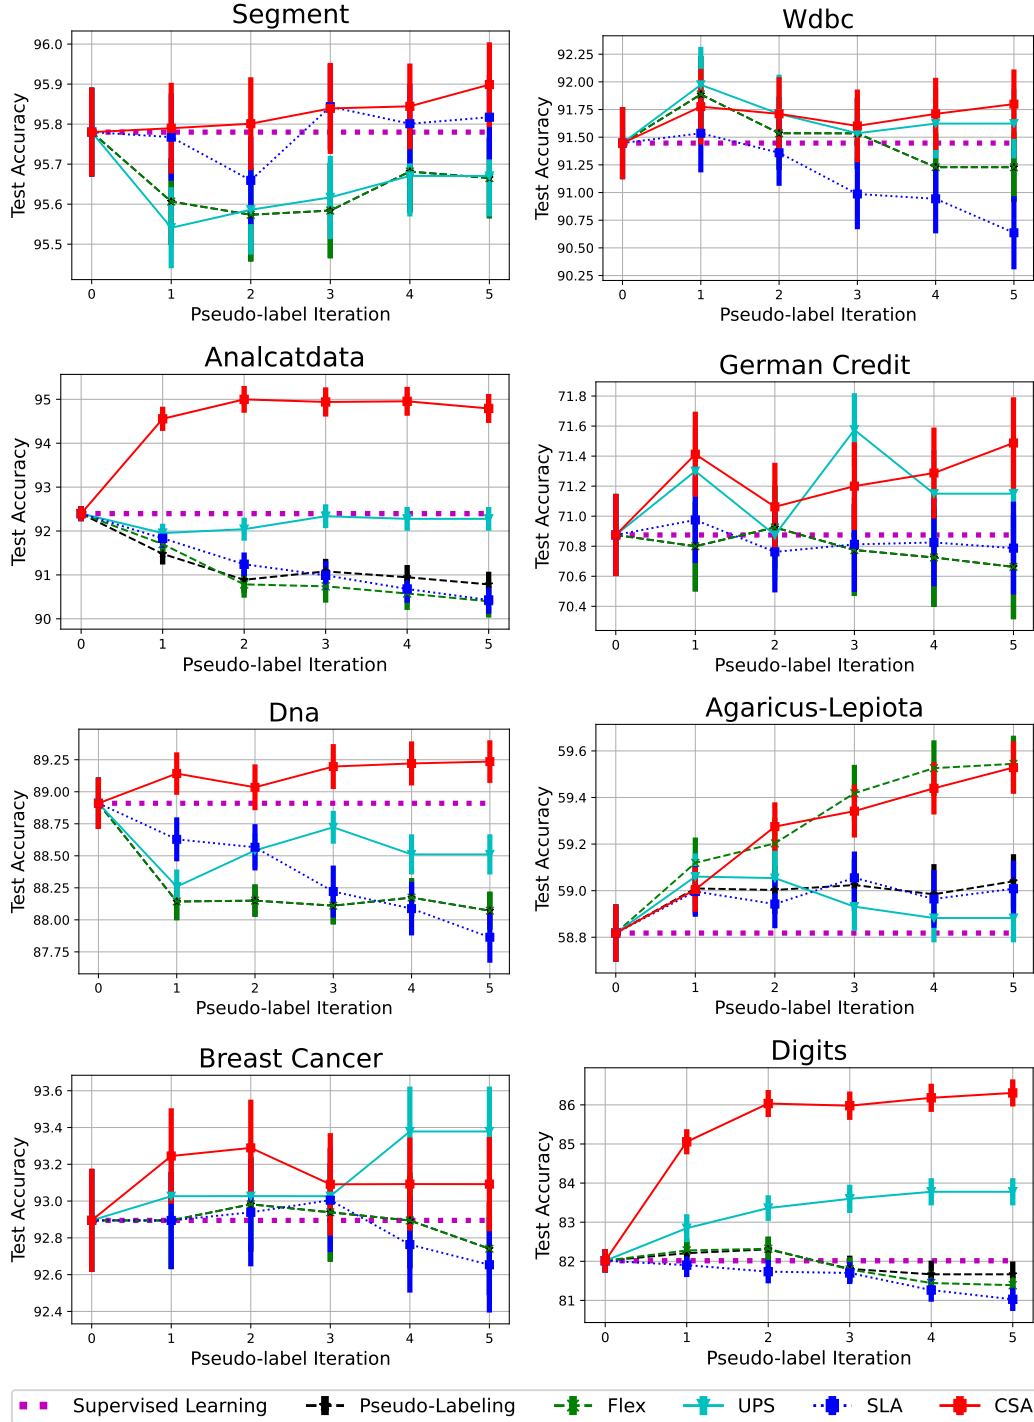 Segment
Test Accuracy
96.0
95.9
95.8
95.7
95.6
95.5
0 1 2 3 4 5
Pseudo-label Iteration
Wdbc
Test Accuracy
92.25
92.00
91.75
91.50
91.25
91.00
90.75
90.50
90.25
0 1 2 3 4 5
Pseudo-label Iteration
Analcatdata
Test Accuracy
95
94
93
92
91
90
0 1 2 3 4 5
Pseudo-label Iteration
German Credit
Test Accuracy
71.8
71.6
71.4
71.2
71.0
70.8
70.6
70.4
0 1 2 3 4 5
Pseudo-label Iteration
Dna
Test Accuracy
89.25
89.00
88.75
88.50
88.25
88.00
87.75
0 1 2 3 4 5
Pseudo-label Iteration
Agaricus-Lepiota
Test Accuracy
59.6
59.4
59.2
59.0
58.8
0 1 2 3 4 5
Pseudo-label Iteration
Breast Cancer
Test Accuracy
93.6
93.4
93.2
93.0
92.8
92.6
92.4
0 1 2 3 4 5
Pseudo-label Iteration
Digits
Test Accuracy
86
85
84
83
82
81
0 1 2 3 4 5
Pseudo-label Iteration
Supervised Learning Pseudo-Labeling Flex UPS SLA CSA